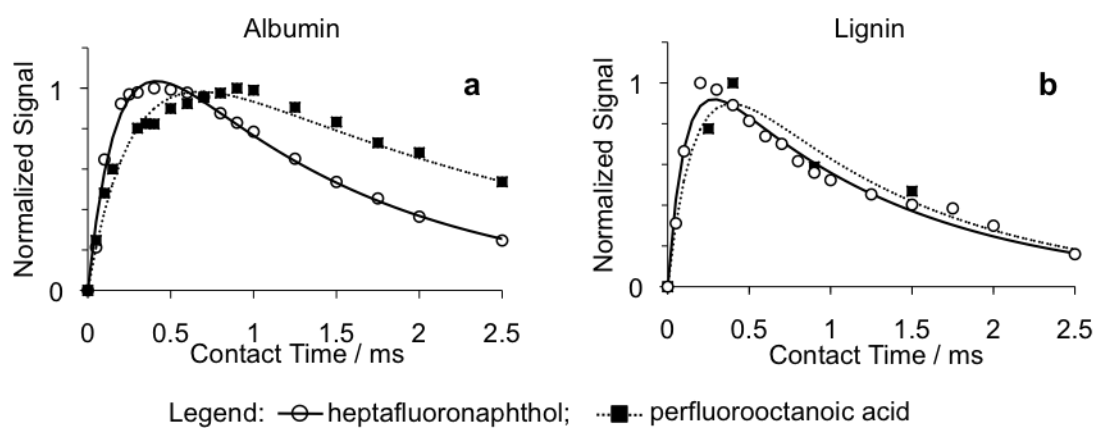 Albumin
a
Normalized Signal
1
0
0 0.5 1 1.5 2 2.5
Contact Time / ms
Lignin
b
Normalized Signal
1
0
0 0.5 1 1.5 2 2.5
Contact Time / ms
Legend: heptafluoronaphthol; perfluorooctanoic acid